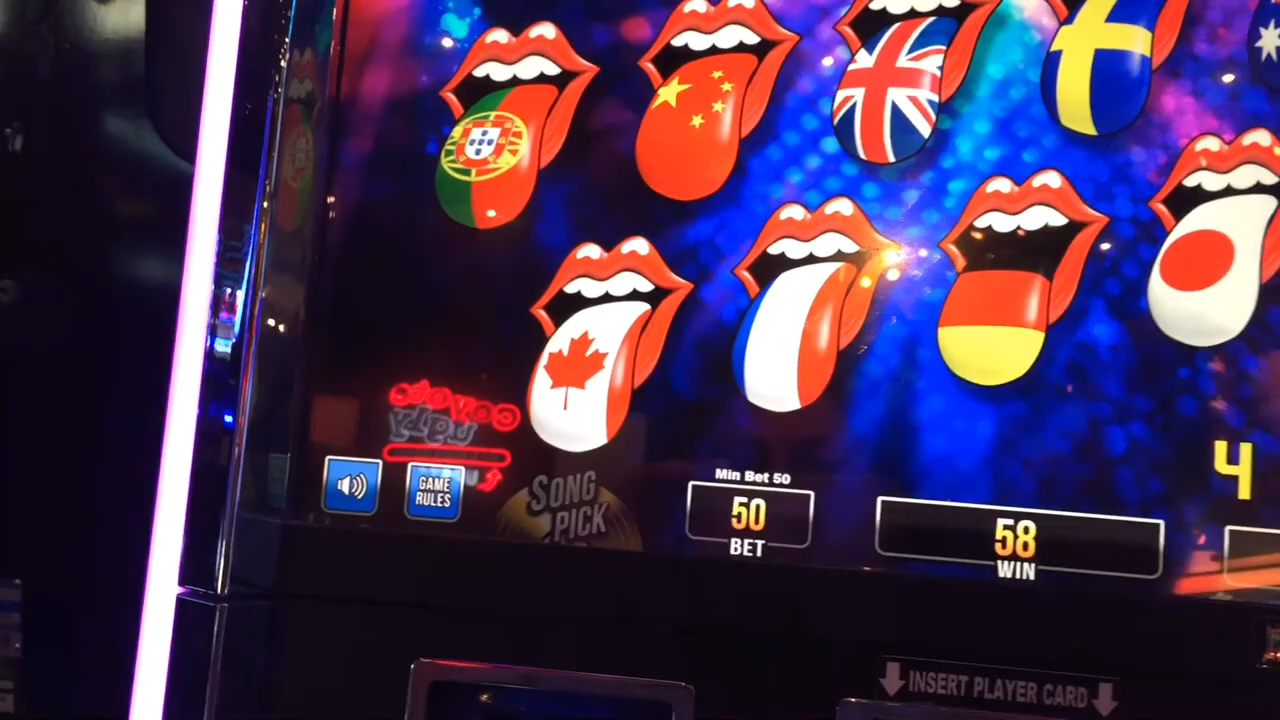 4
GAME
RULES
SONG
PICK
Min Bet 50
50
BET
58
WIN
INSERT PLAYER CARD